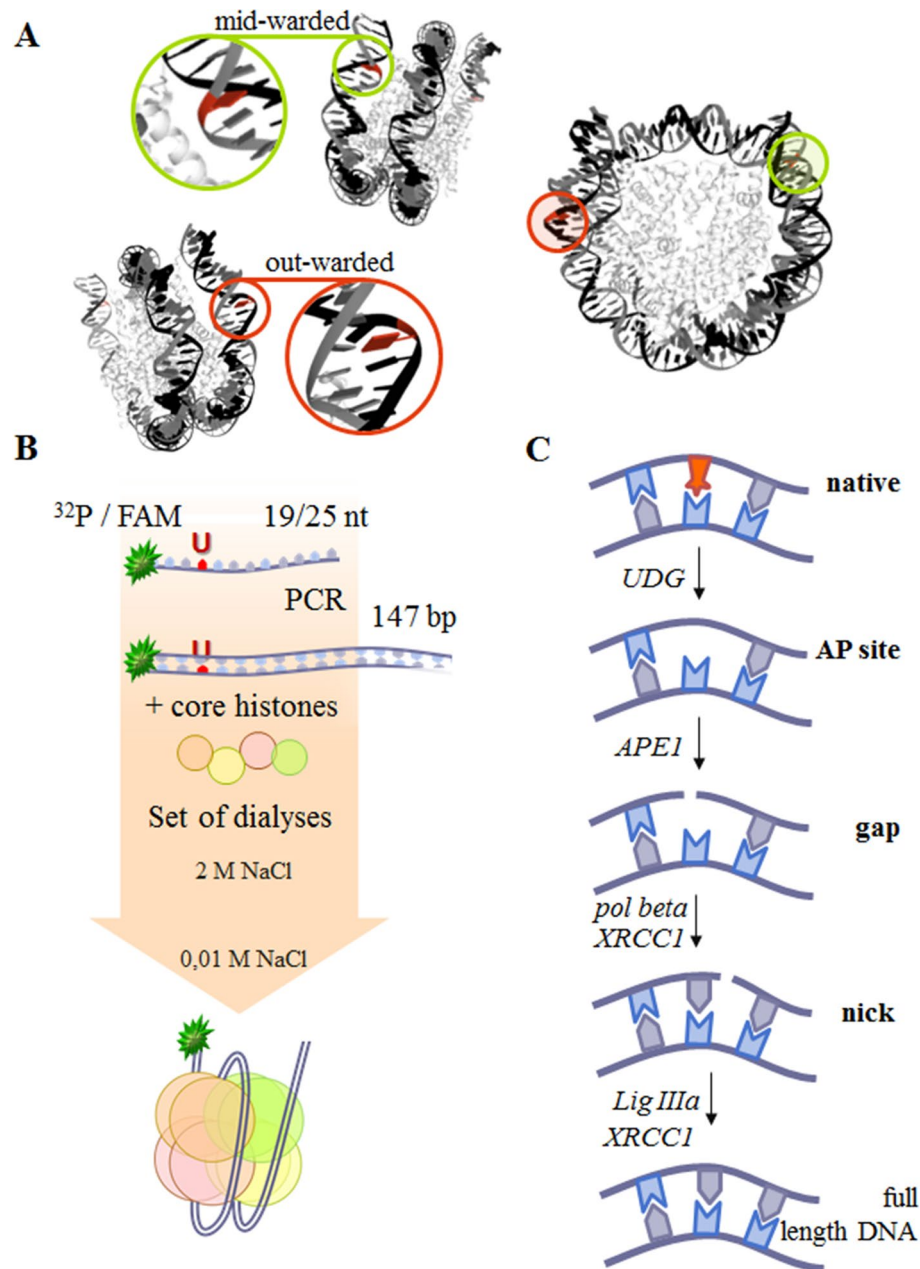 A
mid-warded
out-warded
B
³²P / FAM 19/25 nt
U
PCR
147 bp
U
+ core histones
Set of dialyses
2 M NaCl
0,01 M NaCl
C
native
UDG
AP site
APE1
gap
pol beta
XRCC1
nick
Lig IIIa
XRCC1
full
length DNA